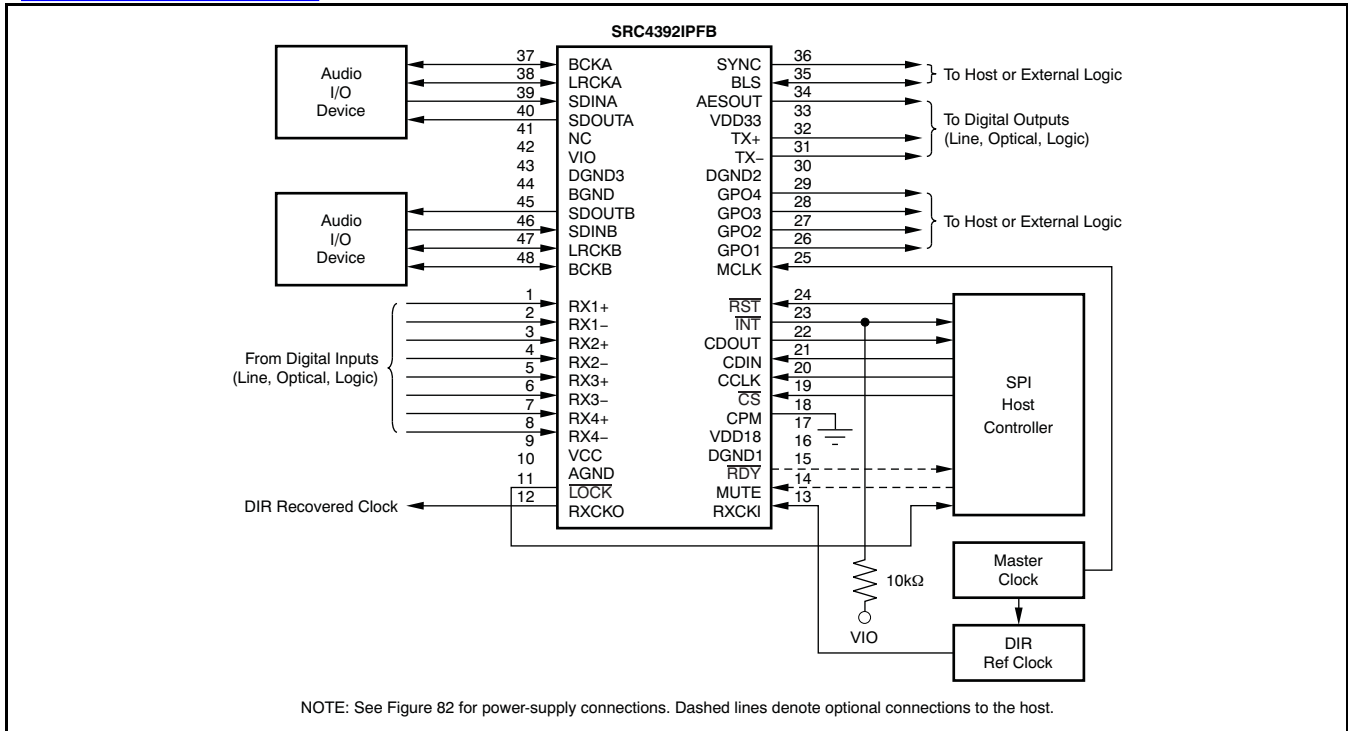 SRC4392IPFB
Audio
I/O
Device
37
38
39
40
41
42
43
44
45
46
47
48
Audio
I/O
Device
BCKA
LRCKA
SDINA
SDOUTA
NC
VIO
DGND3
BGND
SDOUTB
SDINB
LRCKB
BCKB
SYNC
BLS
AESOUT
VDD33
TX+
TX−
DGND2
GPO4
GPO3
GPO2
GPO1
MCLK
36
35
34
33
32
31
30
29
28
27
26
25
To Host or External Logic
To Digital Outputs
(Line, Optical, Logic)
To Host or External Logic
From Digital Inputs
(Line, Optical, Logic)
DIR Recovered Clock
1
2
3
4
5
6
7
8
9
10
11
12
RX1+
RX1−
RX2+
RX2−
RX3+
RX3−
RX4+
RX4−
VCC
AGND
LOCK
RXCKO
RST
INT
CDOUT
CDIN
CCLK
CS
CPM
VDD18
DGND1
RDY
MUTE
RXCKI
24
23
22
21
20
19
18
17
16
15
14
13
SPI
Host
Controller
10kΩ
VIO
Master
Clock
DIR
Ref Clock
NOTE: See Figure 82 for power-supply connections. Dashed lines denote optional connections to the host.